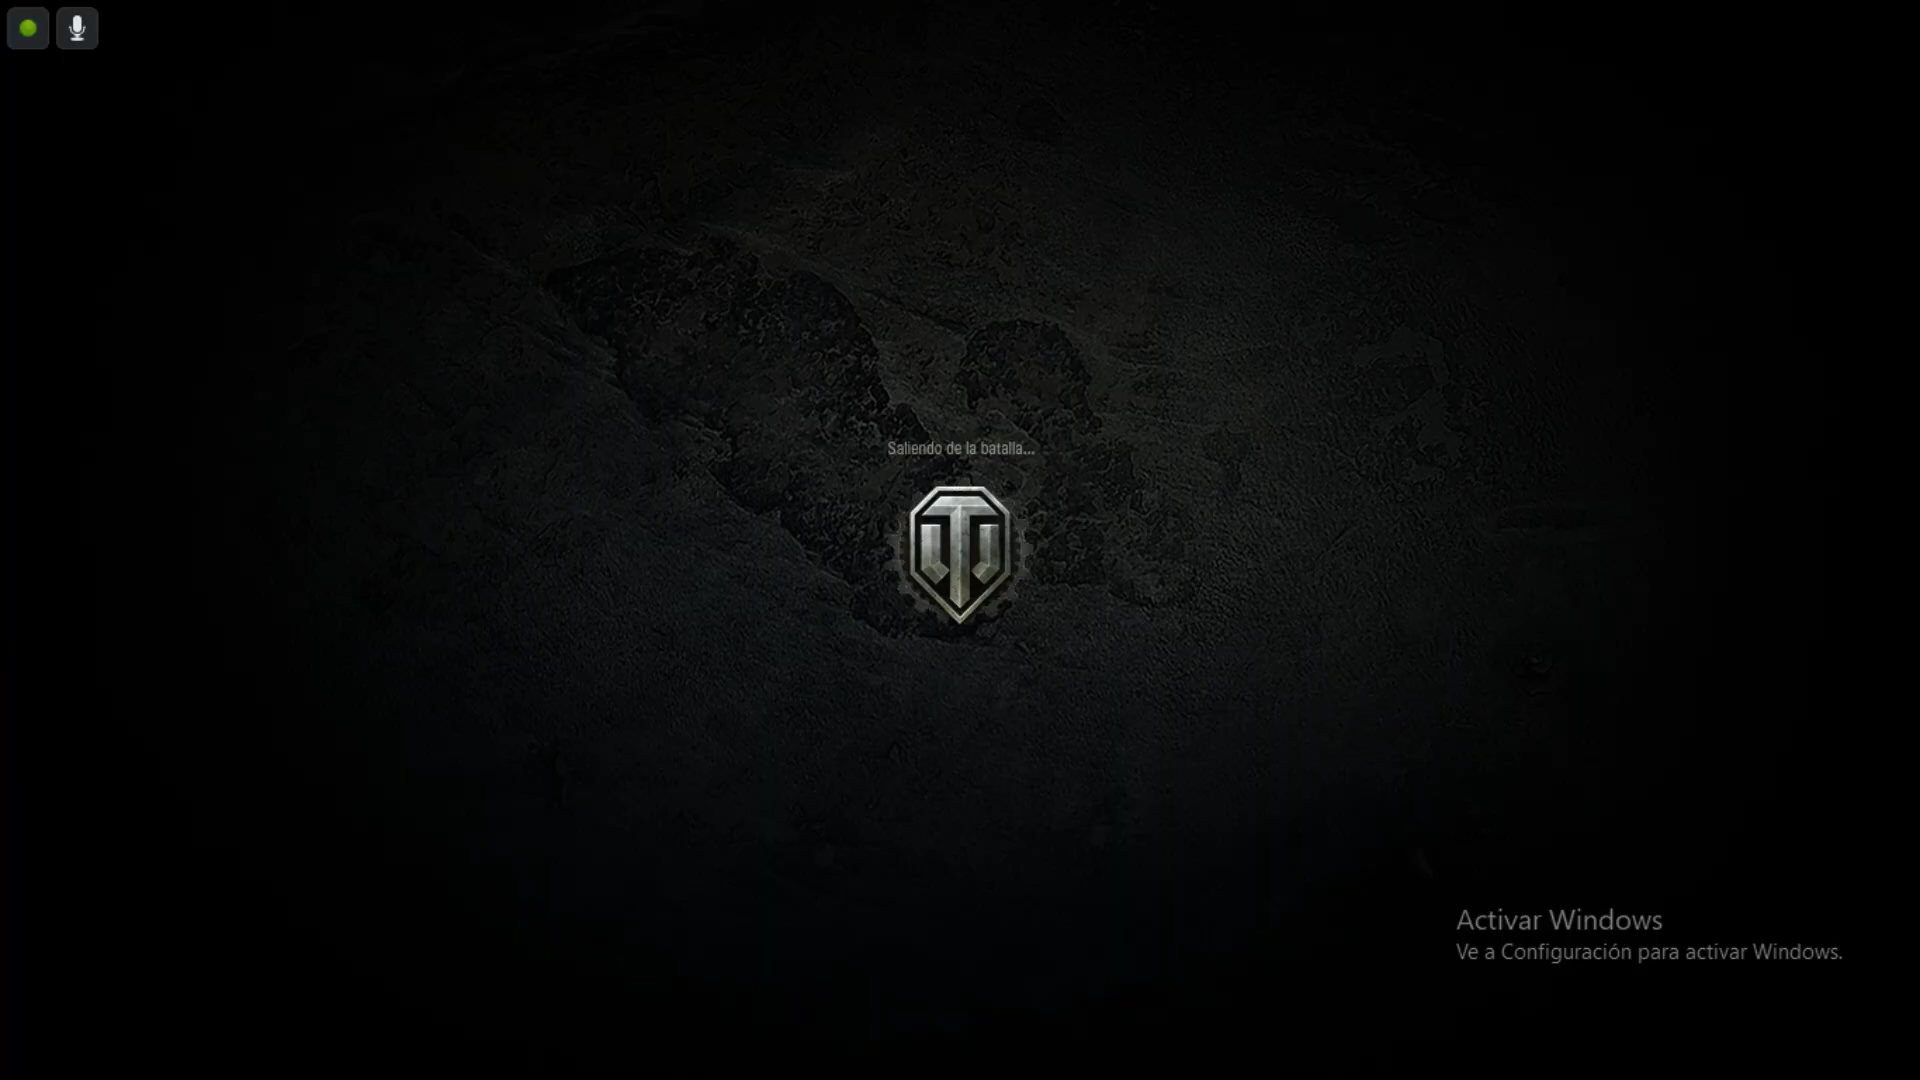 Saliendo de la batalla...
Activar Windows
Ve a Configuración para activar Windows.